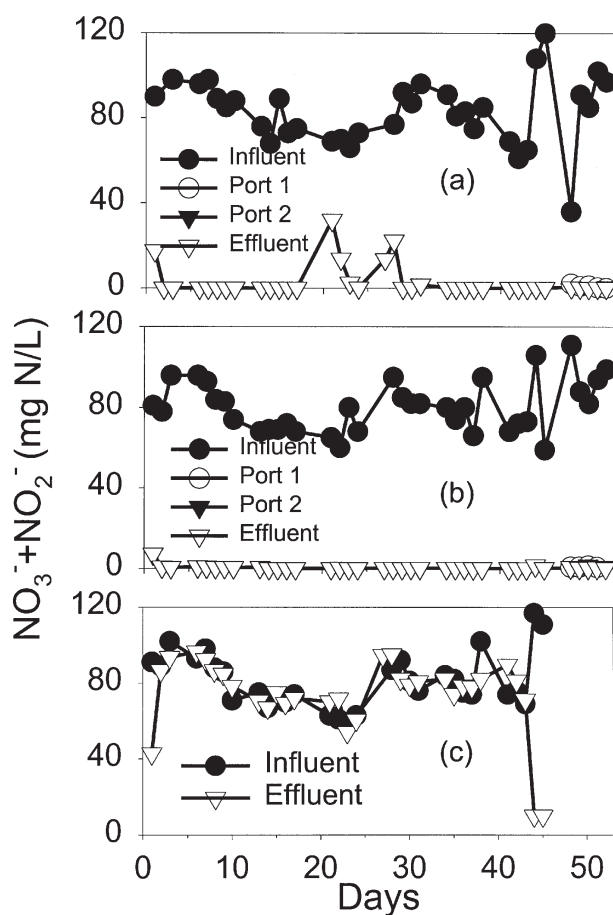 120
80
40
0
Influent
Port 1
Port 2
Effluent
(a)
120
80
40
0
Influent
Port 1
Port 2
Effluent
(b)
120
80
40
0
Influent
Effluent
(c)
0 10 20 30 40 50
Days
NO3⁻+NO2⁻ (mg N/L)